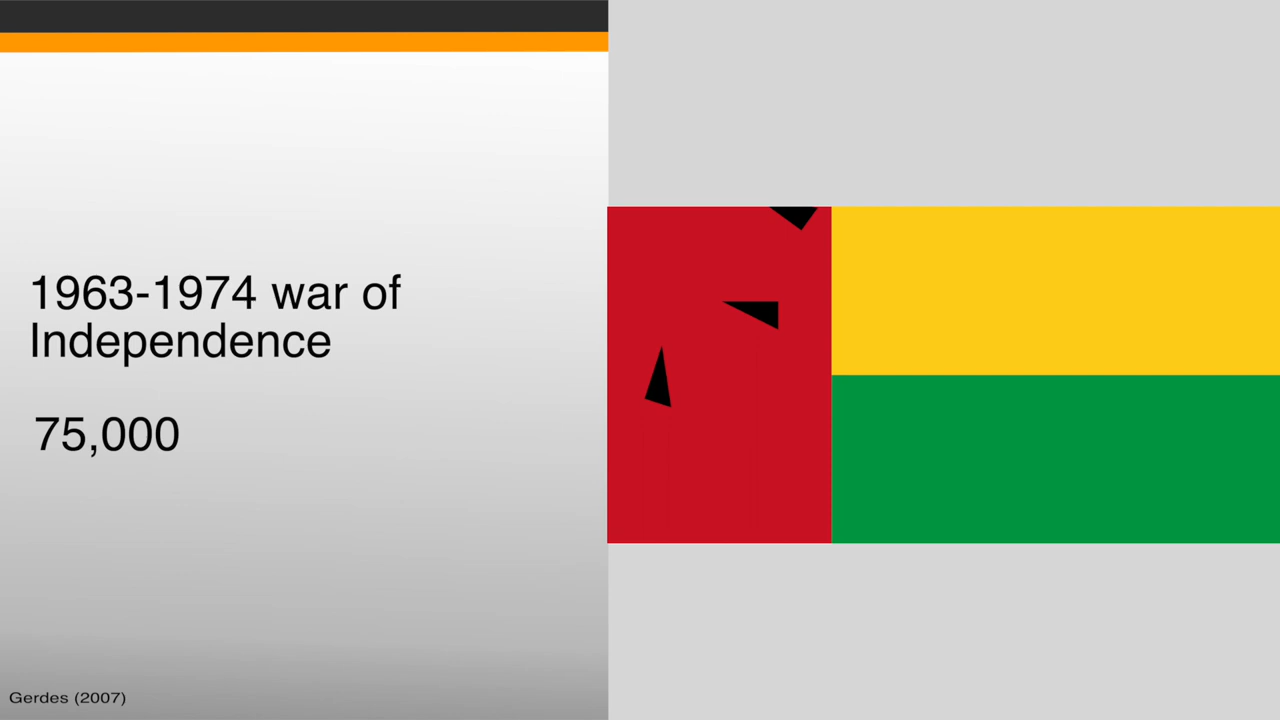 1963-1974 war of
Independence
75,000
Gerdes (2007)